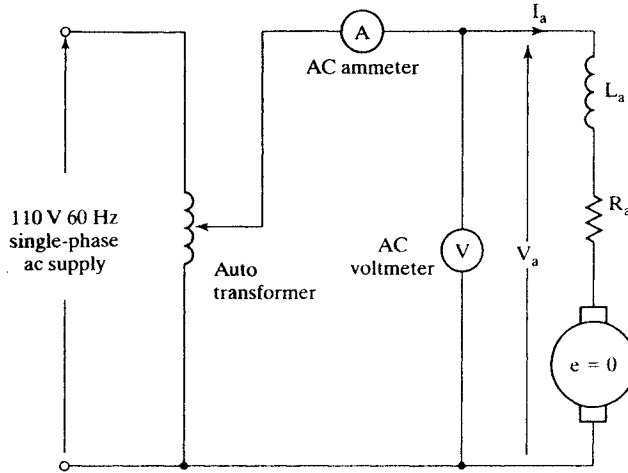 I_a
A
AC ammeter
L_a
110 V 60 Hz
single-phase
ac supply
R_a
AC
voltmeter
V
V_a
Auto
transformer
e = 0